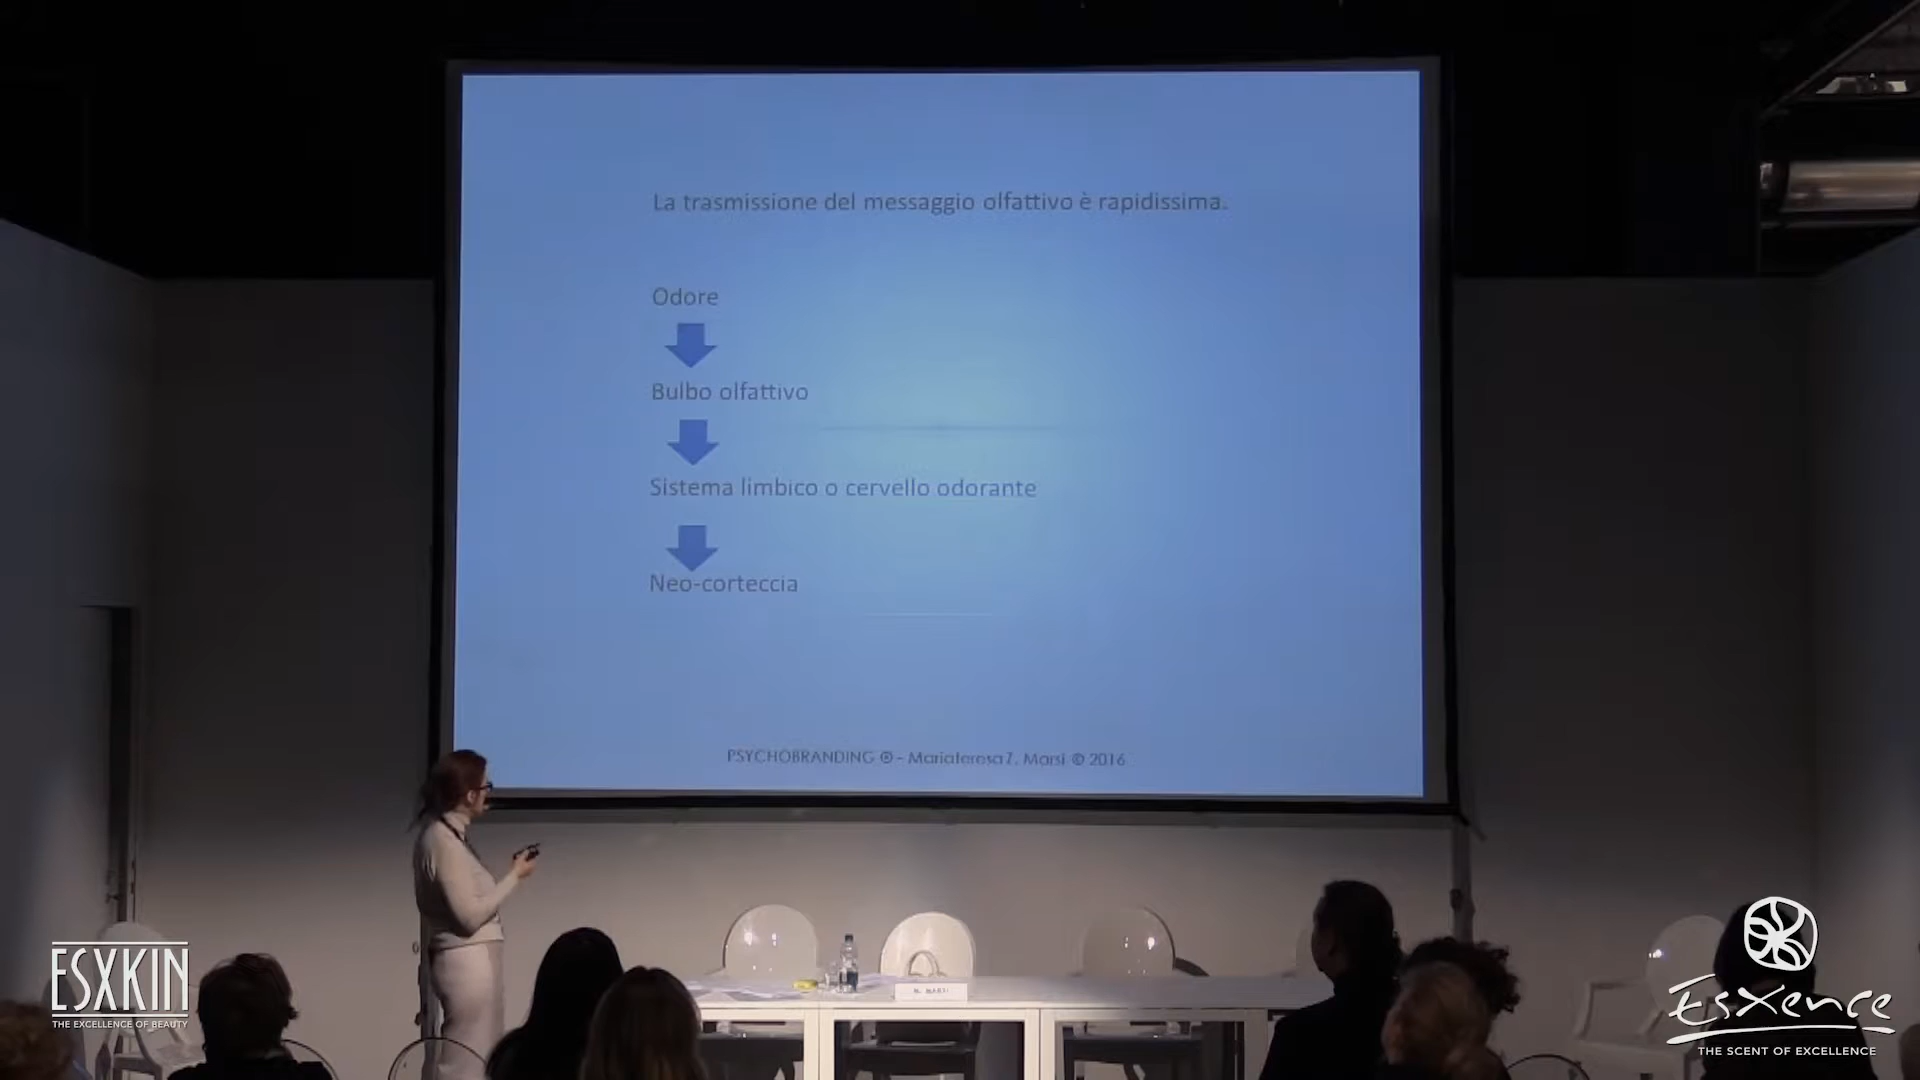 La trasmissione del messaggio olfattivo è rapidissima.
Odore
Bulbo olfattivo
Sistema limbico o cervello odorante
Neo-corteccia
PSYCHOBRANDING ® - Mariateresa Z. Marsi © 2016
ESXKIN
THE EXCELLENCE OF BEAUTY
Esxence
THE SCENT OF EXCELLENCE